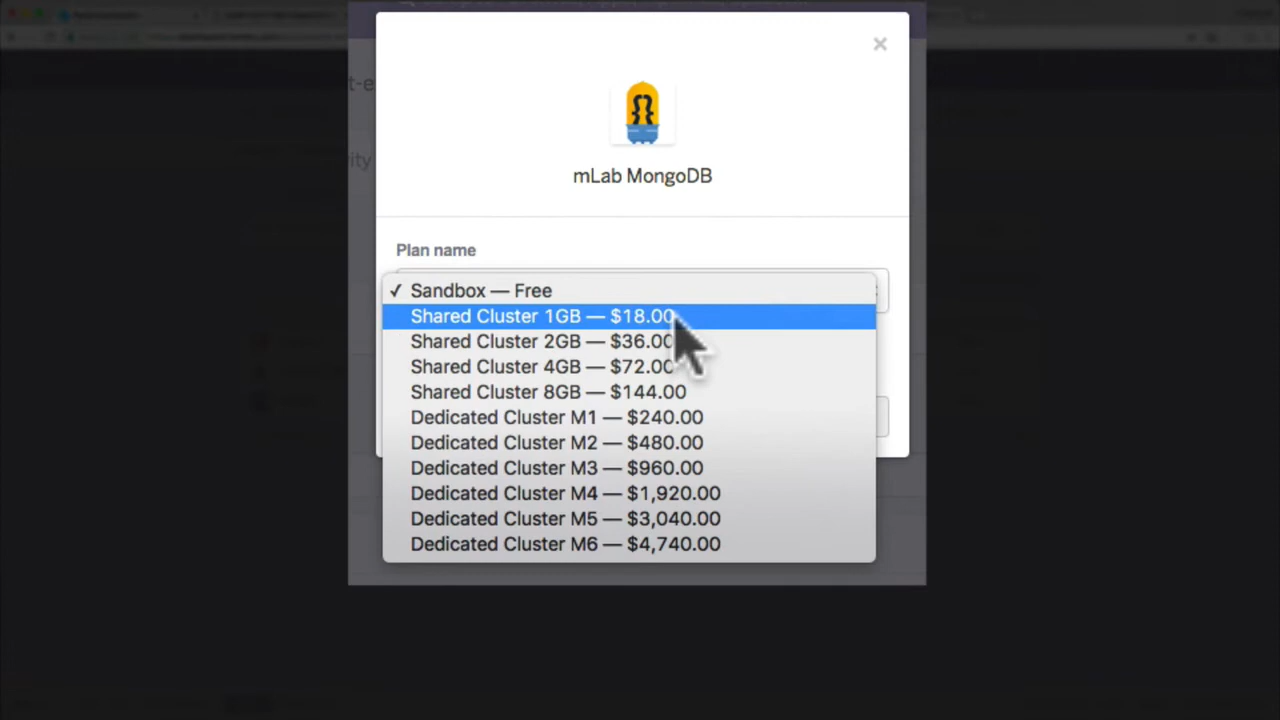 t-e
×
mLab MongoDB
vity
Plan name
✓ Sandbox — Free
Shared Cluster 1GB — $18.00
Shared Cluster 2GB — $36.00
Shared Cluster 4GB — $72.00
Shared Cluster 8GB — $144.00
Dedicated Cluster M1 — $240.00
Dedicated Cluster M2 — $480.00
Dedicated Cluster M3 — $960.00
Dedicated Cluster M4 — $1,920.00
Dedicated Cluster M5 — $3,040.00
Dedicated Cluster M6 — $4,740.00